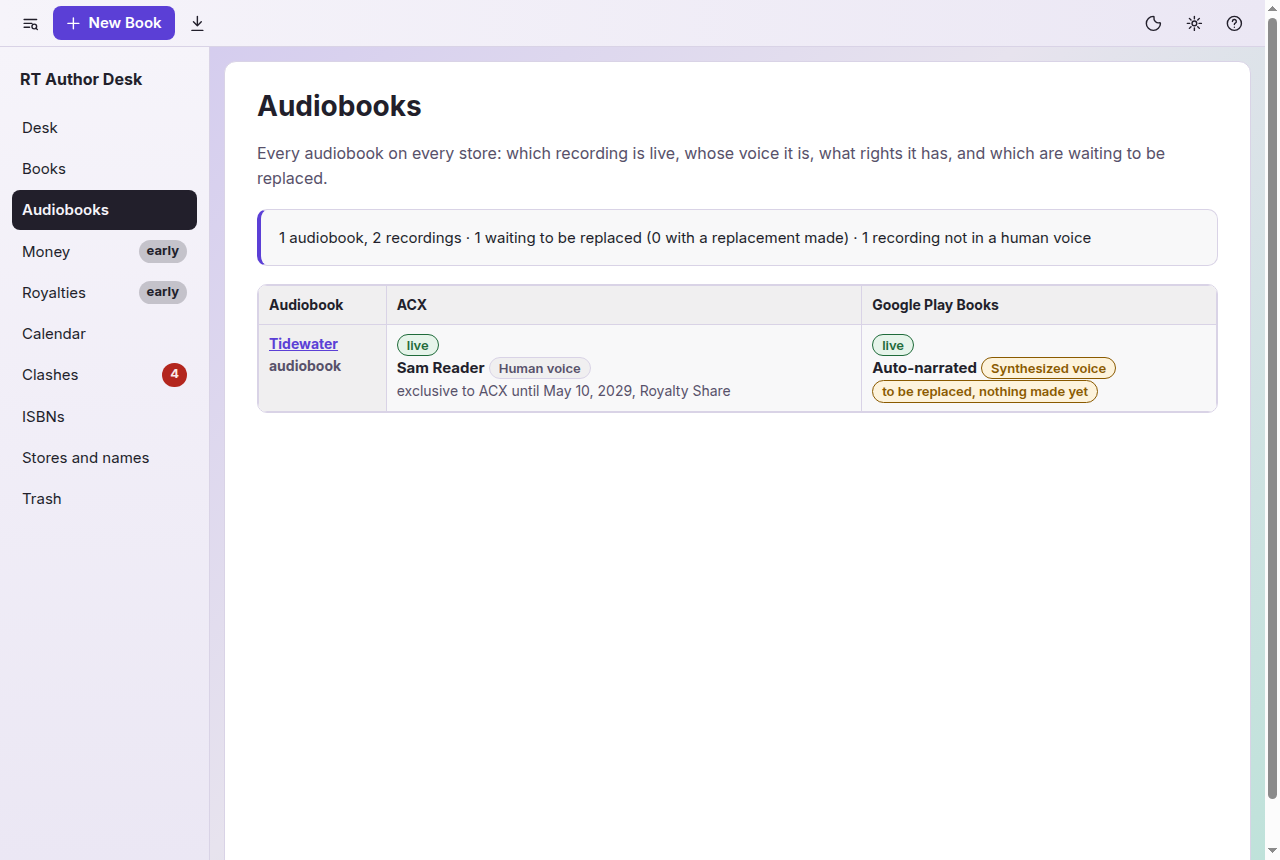 New Book
RT Author Desk
Desk
Books
Audiobooks
Money early
Royalties early
Calendar
Clashes 4
ISBNs
Stores and names
Trash
Audiobooks
Every audiobook on every store: which recording is live, whose voice it is, what rights it has, and which are waiting to be
replaced.
1 audiobook, 2 recordings · 1 waiting to be replaced (0 with a replacement made) · 1 recording not in a human voice
Audiobook ACX Google Play Books
Tidewater
audiobook
live
Sam Reader Human voice
exclusive to ACX until May 10, 2029, Royalty Share
live
Auto-narrated Synthesized voice
to be replaced, nothing made yet